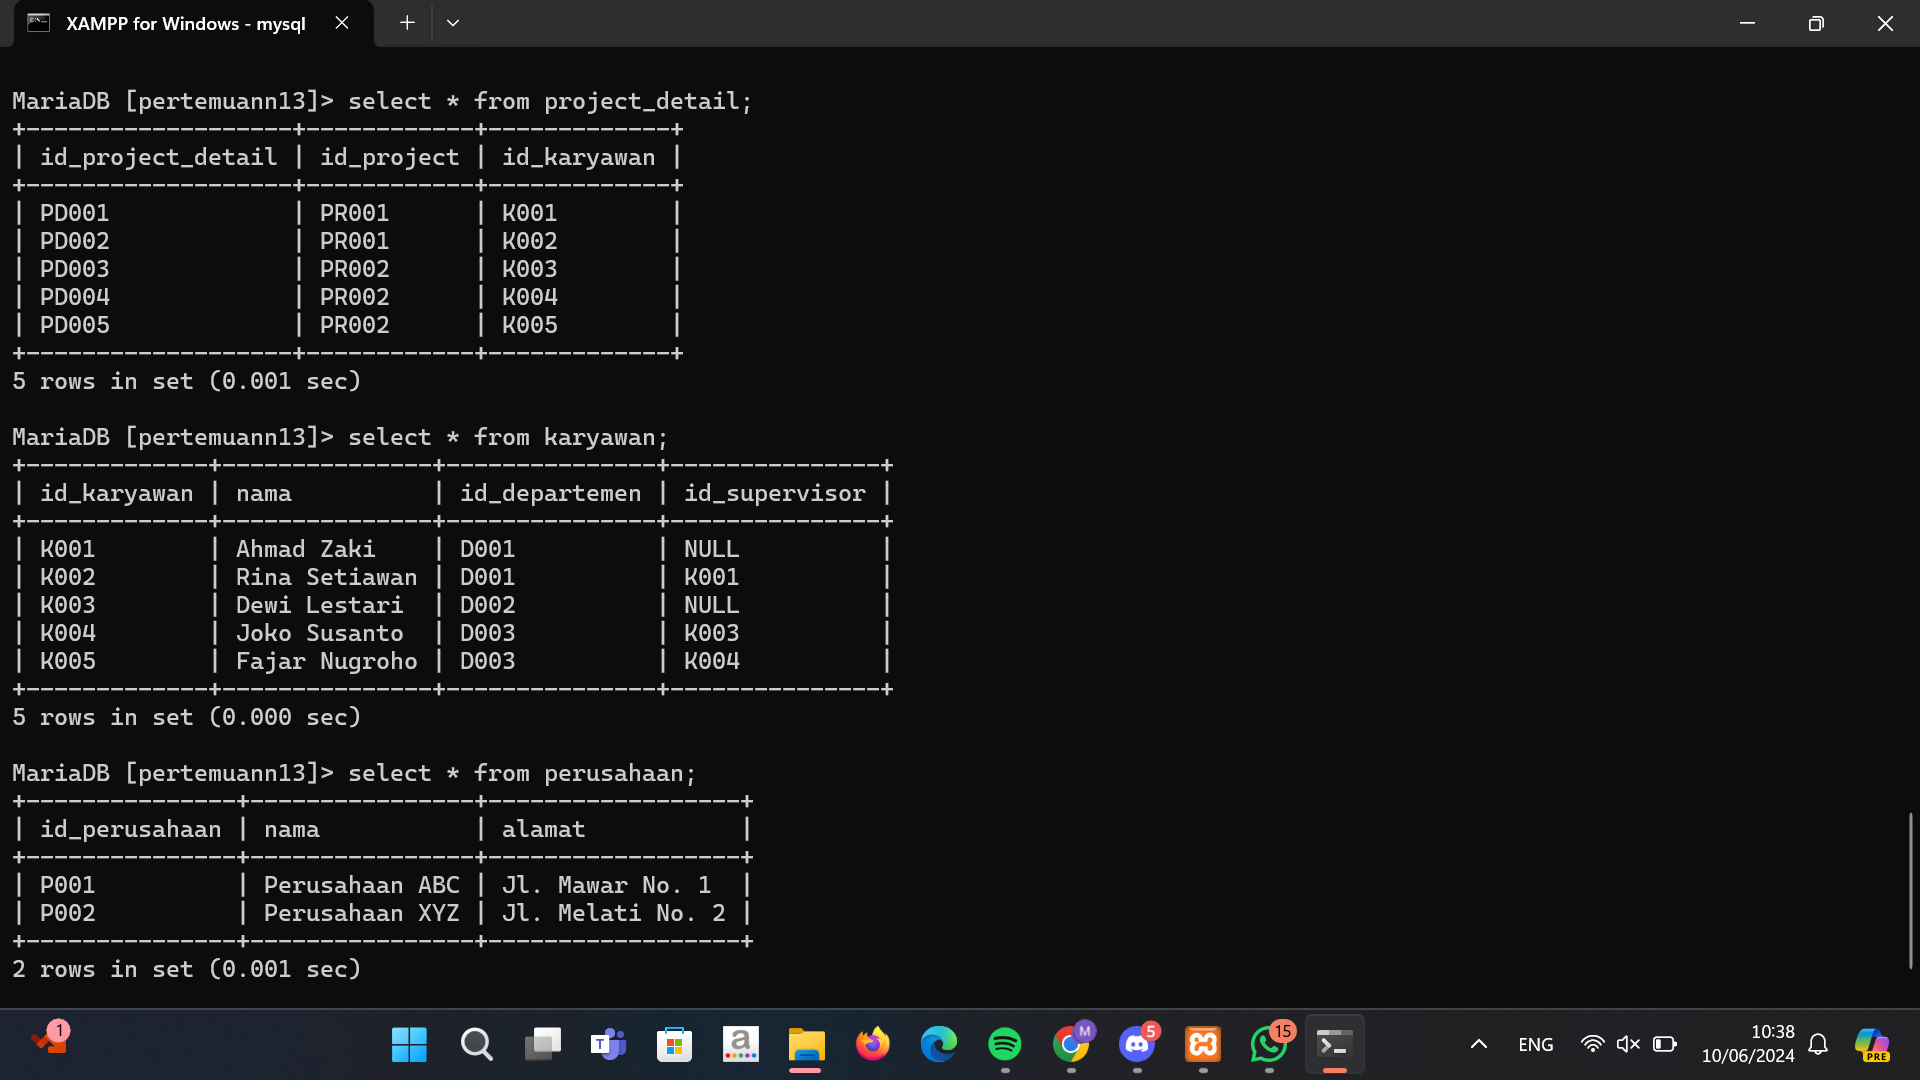 XAMPP for Windows - mysql
MariaDB [pertemuann13]> select * from project_detail;
+-------------------+------------+-------------+
| id_project_detail | id_project | id_karyawan |
+-------------------+------------+-------------+
| PD001             | PR001      | K001        |
| PD002             | PR001      | K002        |
| PD003             | PR002      | K003        |
| PD004             | PR002      | K004        |
| PD005             | PR002      | K005        |
+-------------------+------------+-------------+
5 rows in set (0.001 sec)
MariaDB [pertemuann13]> select * from karyawan;
+-------------+---------------+---------------+---------------+
| id_karyawan | nama          | id_departemen | id_supervisor |
+-------------+---------------+---------------+---------------+
| K001        | Ahmad Zaki    | D001          | NULL          |
| K002        | Rina Setiawan | D001          | K001          |
| K003        | Dewi Lestari  | D002          | NULL          |
| K004        | Joko Susanto  | D003          | K003          |
| K005        | Fajar Nugroho | D003          | K004          |
+-------------+---------------+---------------+---------------+
5 rows in set (0.000 sec)
MariaDB [pertemuann13]> select * from perusahaan;
+---------------+----------------+------------------+
| id_perusahaan | nama           | alamat           |
+---------------+----------------+------------------+
| P001          | Perusahaan ABC | Jl. Mawar No. 1  |
| P002          | Perusahaan XYZ | Jl. Melati No. 2 |
+---------------+----------------+------------------+
2 rows in set (0.001 sec)
1
T
a
M
5
15
ENG
10:38
10/06/2024
PRE